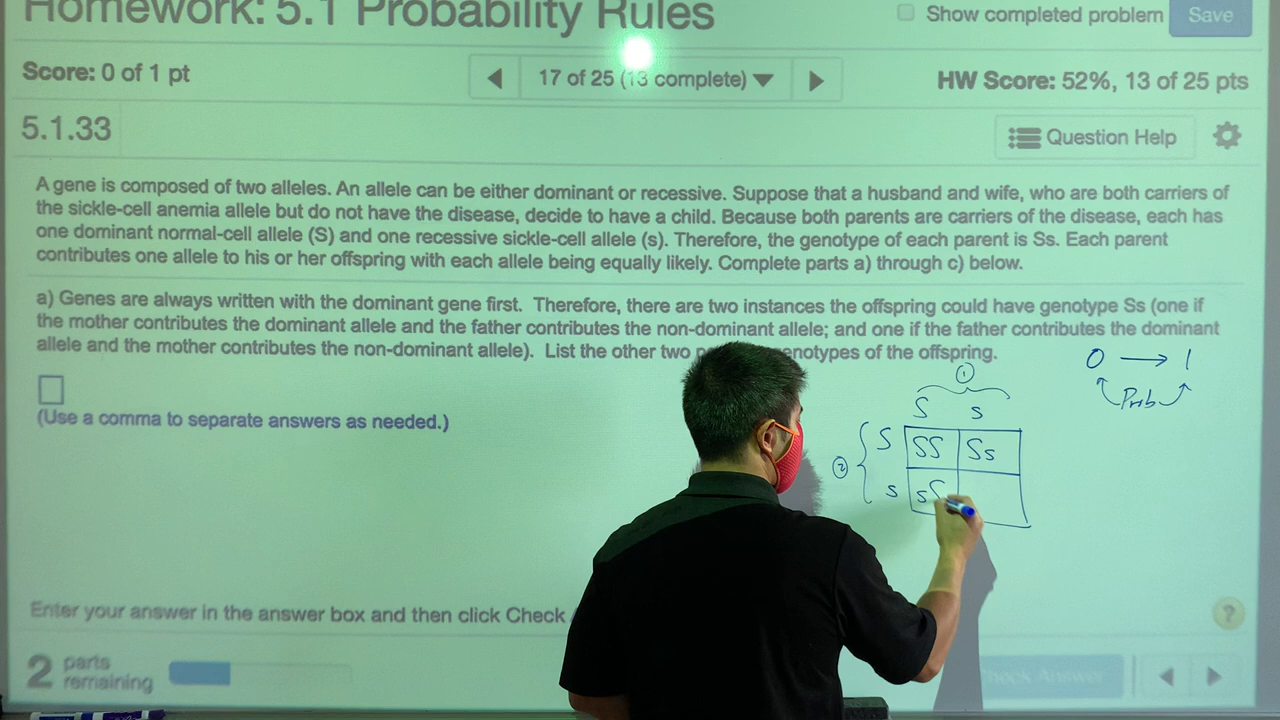 Homework: 5.1 Probability Rules
Show completed problem
Save
Score: 0 of 1 pt
17 of 25 (13 complete)
HW Score: 52%, 13 of 25 pts
5.1.33
Question Help
A gene is composed of two alleles. An allele can be either dominant or recessive. Suppose that a husband and wife, who are both carriers of
the sickle-cell anemia allele but do not have the disease, decide to have a child. Because both parents are carriers of the disease, each has
one dominant normal-cell allele (S) and one recessive sickle-cell allele (s). Therefore, the genotype of each parent is Ss. Each parent
contributes one allele to his or her offspring with each allele being equally likely. Complete parts a) through c) below.
a) Genes are always written with the dominant gene first. Therefore, there are two instances the offspring could have genotype Ss (one if
the mother contributes the dominant allele and the father contributes the non-dominant allele; and one if the father contributes the dominant
allele and the mother contributes the non-dominant allele). List the other two enotypes of the offspring.
0 → 1
Prob
1
S s
2
S SS Ss
s sS
(Use a comma to separate answers as needed.)
Enter your answer in the answer box and then click Check
2 parts
remaining
Check Answer
?